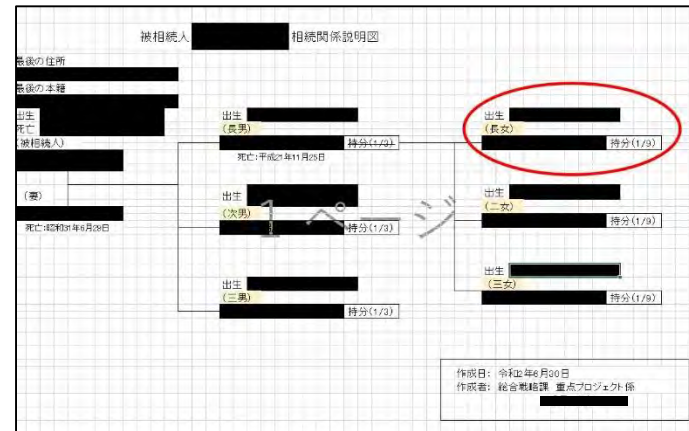 被相続人 相続関係説明図
最後の住所
最後の本籍
出生
死亡
(被相続人)
(妻)
死亡:昭和31年6月28日
出生
(長男)
持分(1/3)
死亡:平成21年11月25日
出生
(次男)
持分(1/3)
出生
(三男)
持分(1/3)
出生
(長女)
持分(1/9)
出生
(二女)
持分(1/9)
出生
(三女)
持分(1/9)
1 ページ
作成日: 令和2年6月30日
作成者: 総合戦略課 重点プロジェクト係